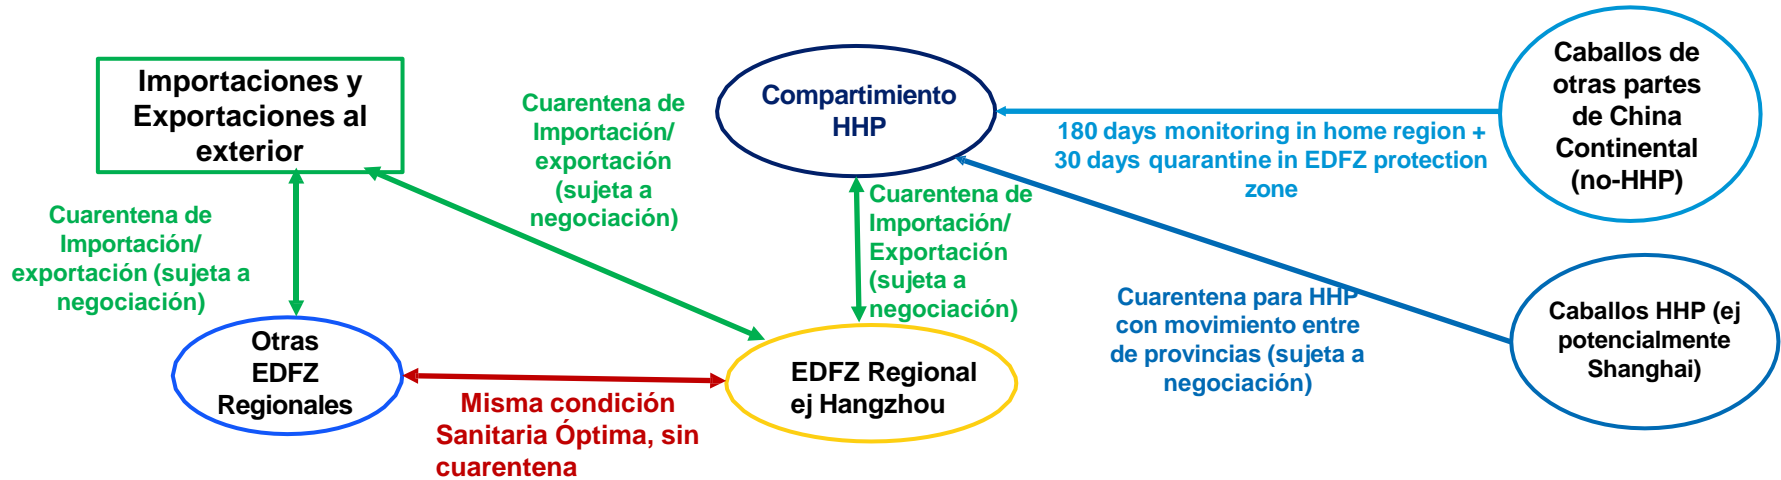 Importaciones y
Exportaciones al
exterior
Cuarentena de
Importación/
exportación
(sujeta a
negociación)
Compartimiento
HHP
Caballos de
otras partes
de China
Continental
(no-HHP)
180 days monitoring in home region +
30 days quarantine in EDFZ protection
zone
Cuarentena de
Importación/
exportación (sujeta a
negociación)
Cuarentena de
Importación/
Exportación
(sujeta a
negociación)
Cuarentena para HHP
con movimiento entre
de provincias (sujeta a
negociación)
Caballos HHP (ej
potencialmente
Shanghai)
Otras
EDFZ
Regionales
EDFZ Regional
ej Hangzhou
Misma condición
Sanitaria Óptima, sin
cuarentena